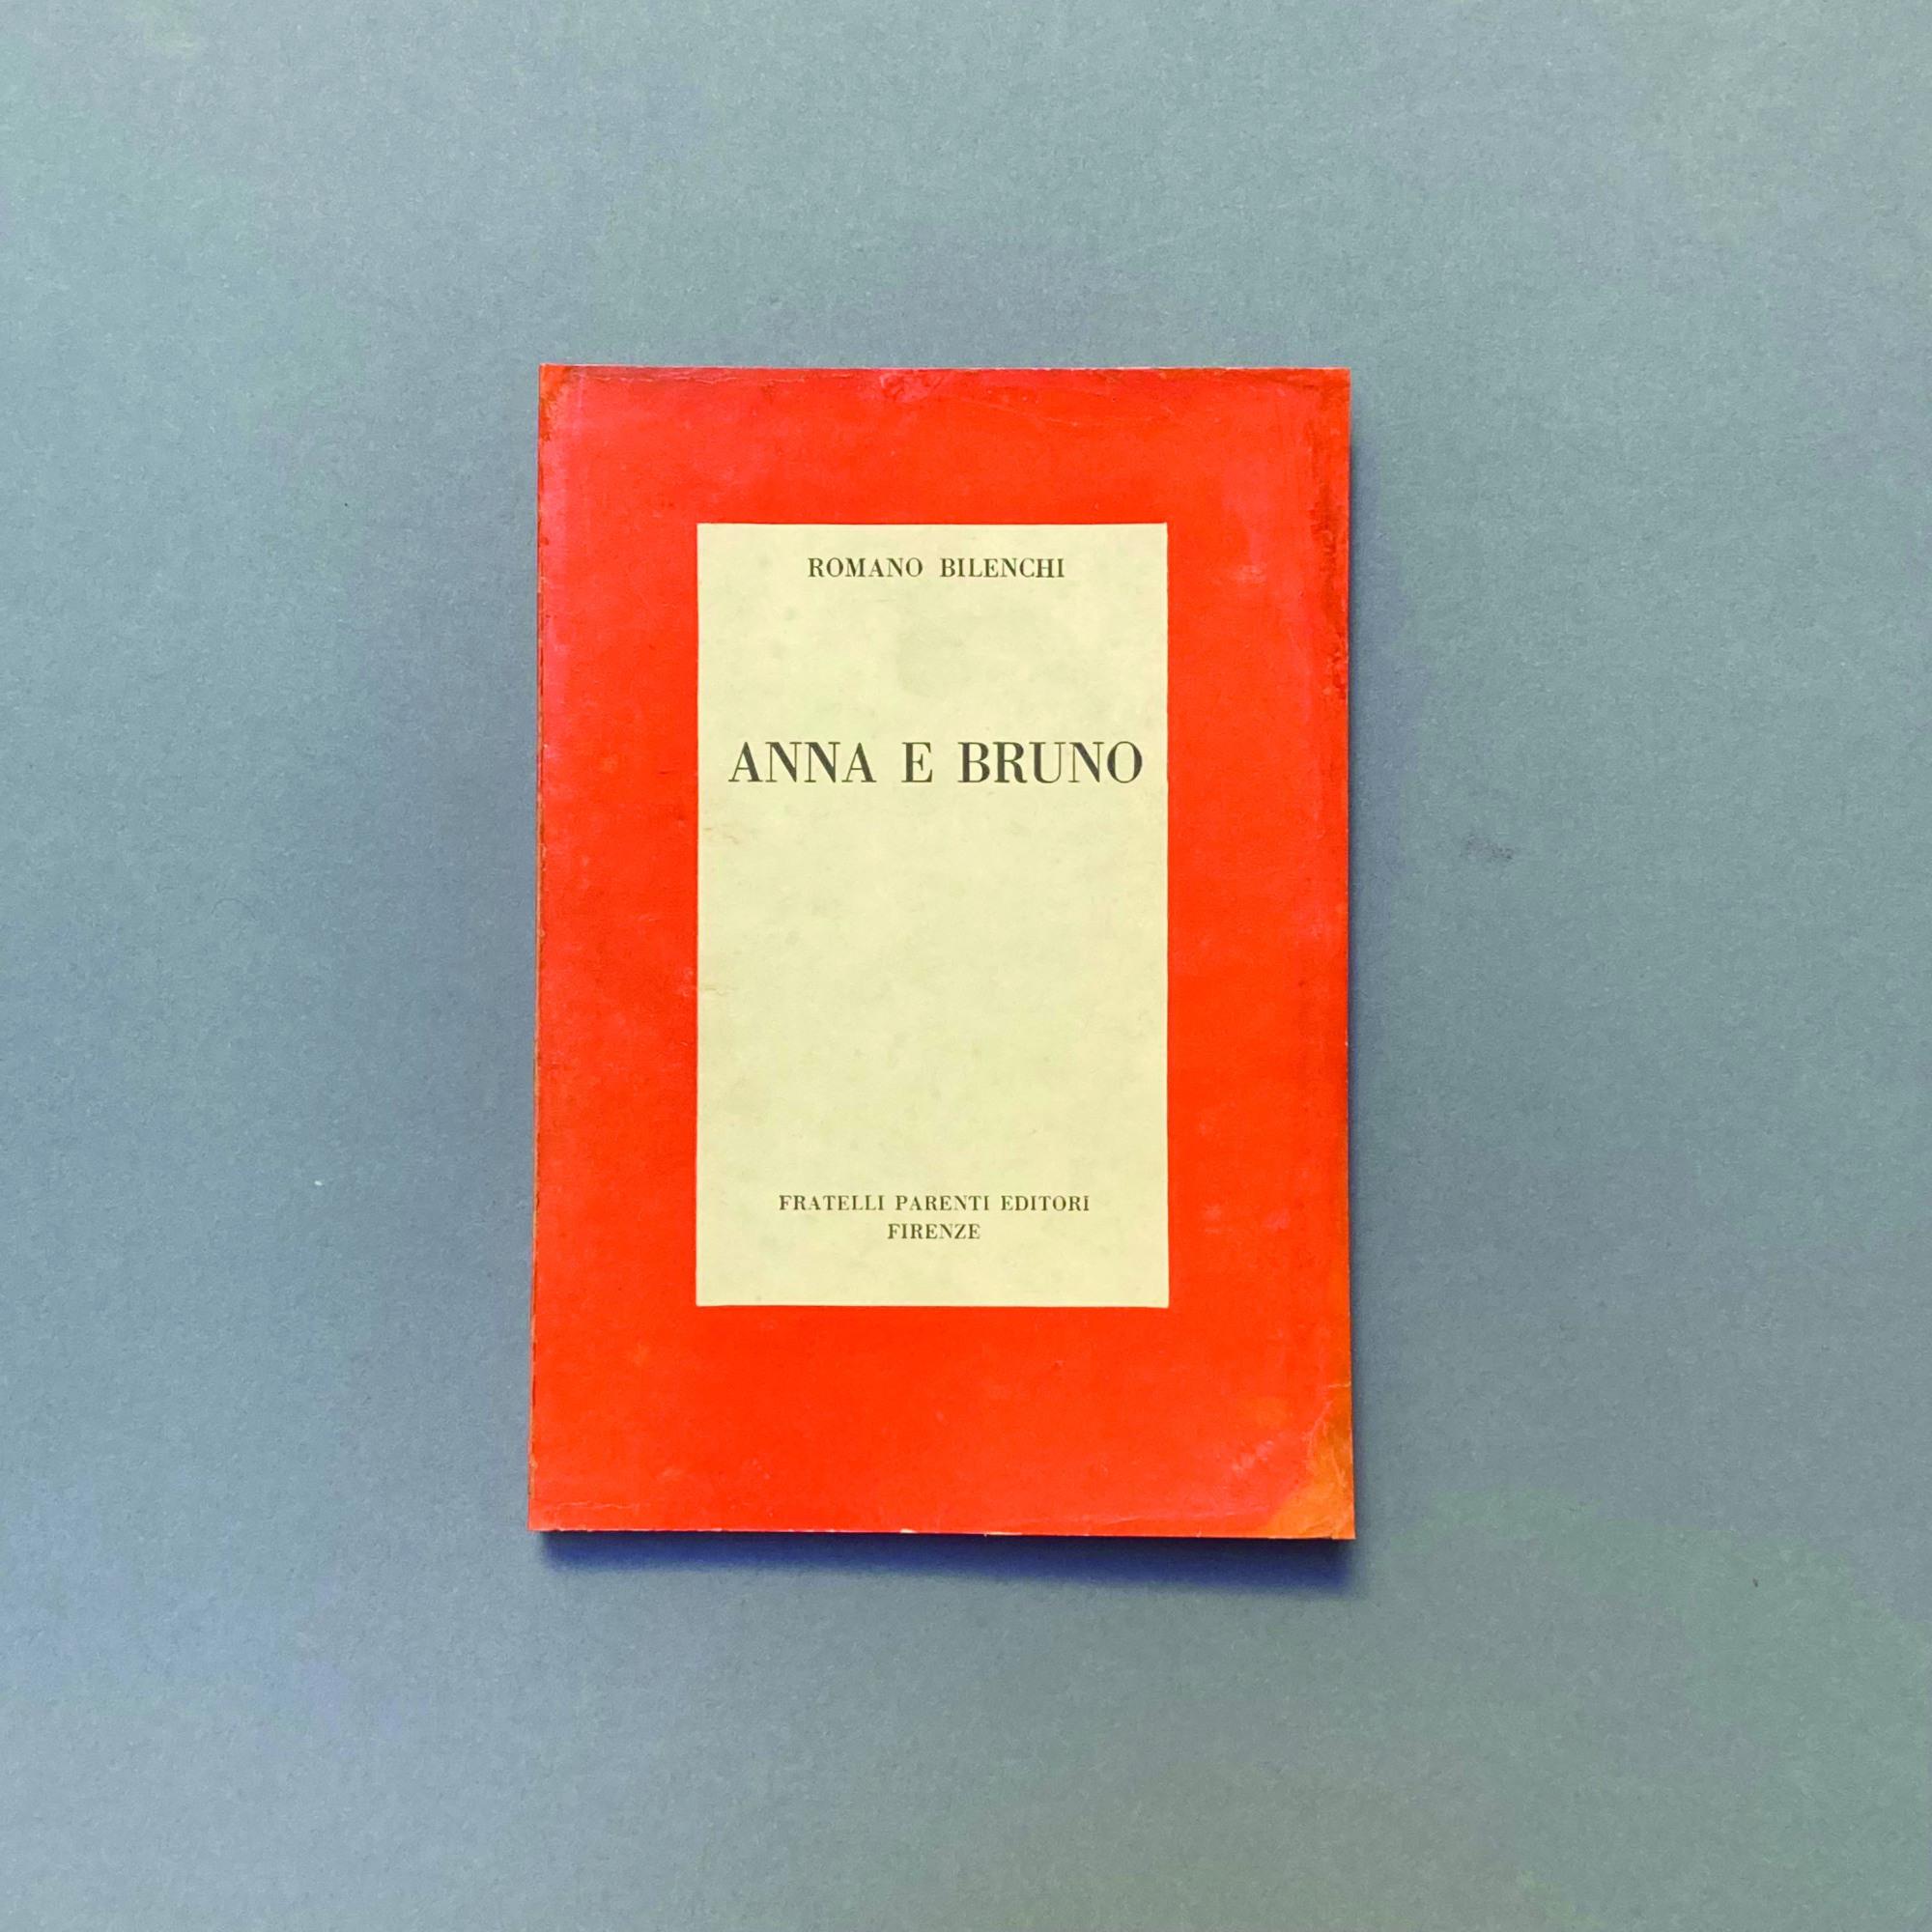 ROMANO BILENCHI
ANNA E BRUNO
FRATELLI PARENTI EDITORI
FIRENZE